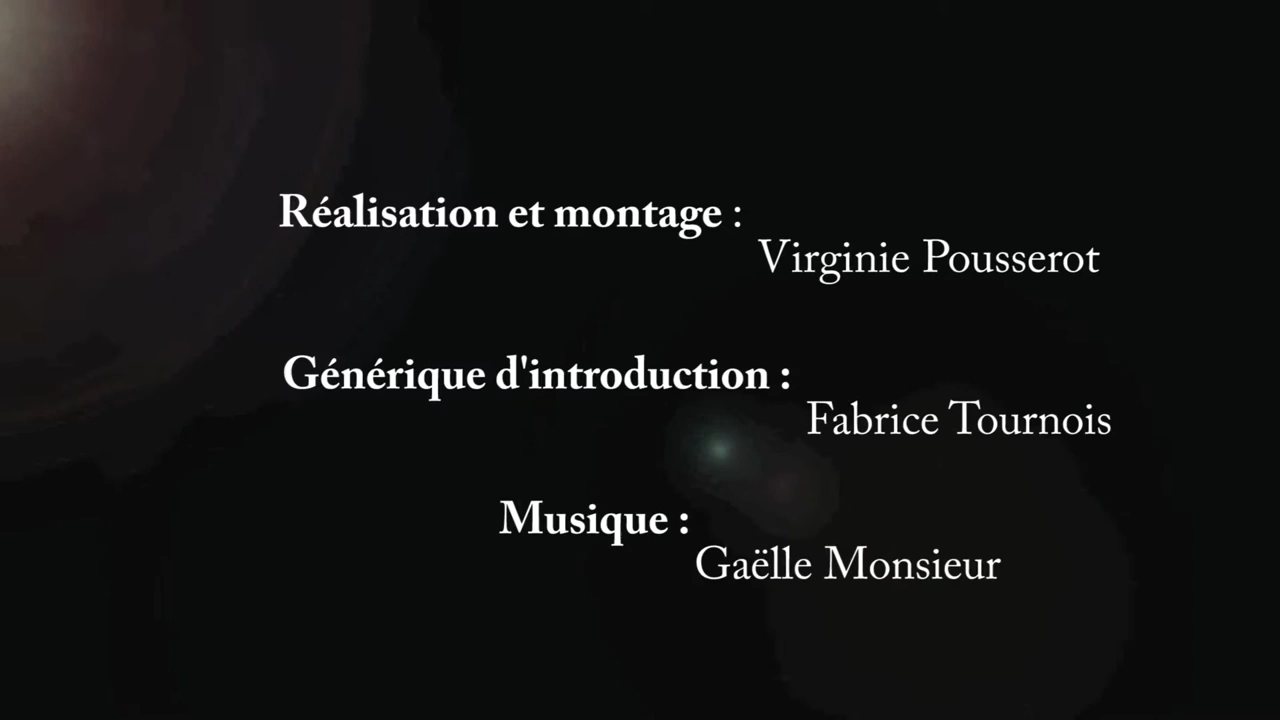 Réalisation et montage :
Virginie Pousserot
Générique d'introduction :
Fabrice Tournois
Musique :
Gaëlle Monsieur